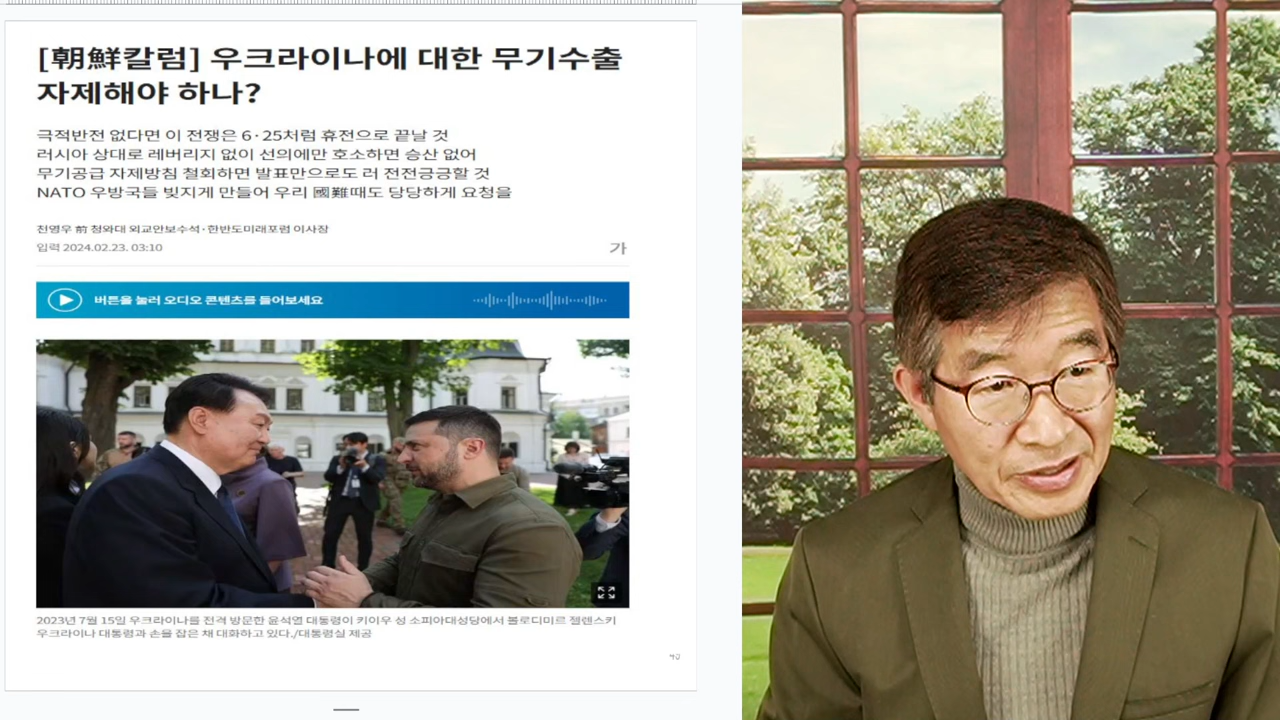 [朝鮮칼럼] 우크라이나에 대한 무기수출
자제해야 하나?
극적반전 없다면 이 전쟁은 6·25처럼 휴전으로 끝날 것
러시아 상대로 레버리지 없이 선의에만 호소하면 승산 없어
무기공급 자제방침 철회하면 발표만으로도 러 전전긍긍할 것
NATO 우방국들 빚지게 만들어 우리 國難때도 당당하게 요청을
천영우 前 청와대 외교안보수석·한반도미래포럼 이사장
입력 2024.02.23. 03:10
가
버튼을 눌러 오디오 콘텐츠를 들어보세요
2023년 7월 15일 우크라이나를 전격 방문한 윤석열 대통령이 키이우 성 소피아대성당에서 볼로디미르 젤렌스키
우크라이나 대통령과 손을 잡은 채 대화하고 있다./대통령실 제공